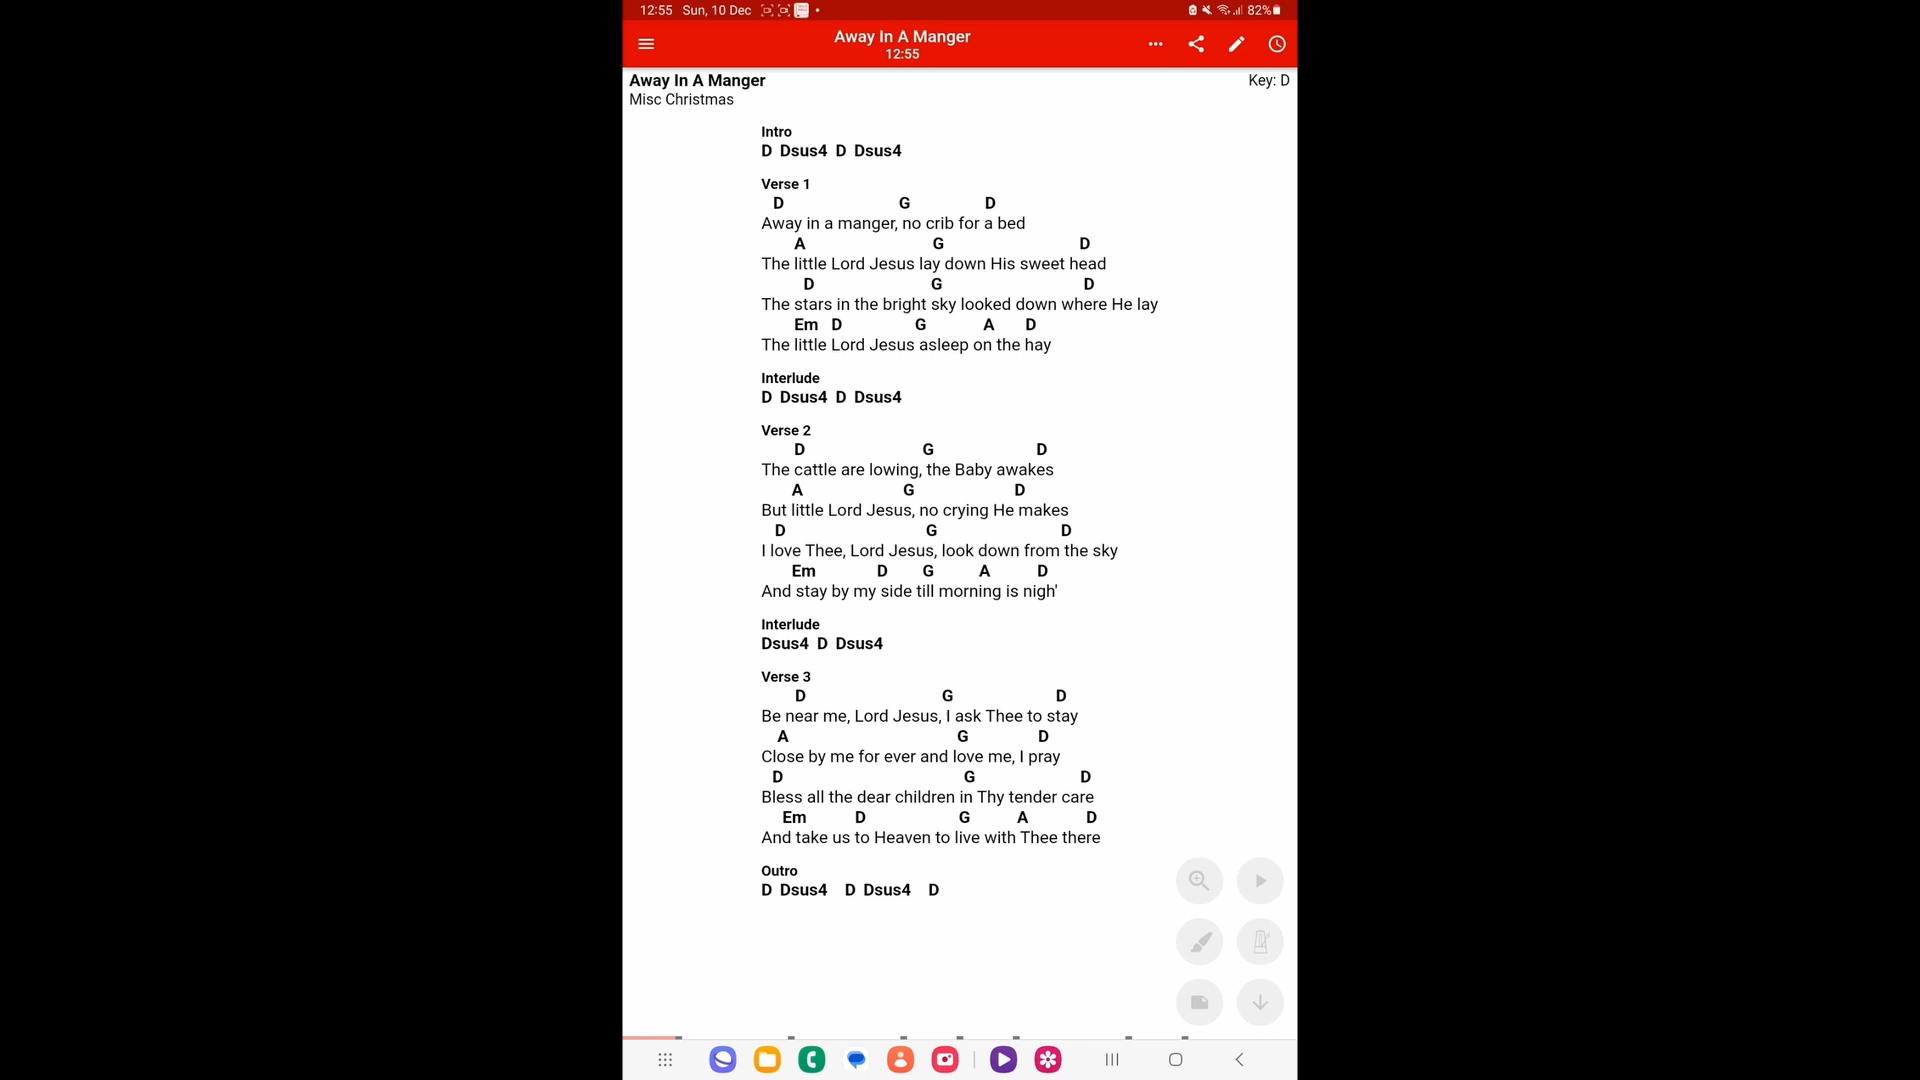 12:55 Sun, 10 Dec 82%
Away In A Manger
12:55
Away In A Manger Key: D
Misc Christmas
Intro
D Dsus4 D Dsus4
Verse 1
D G D
Away in a manger, no crib for a bed
A G D
The little Lord Jesus lay down His sweet head
D G D
The stars in the bright sky looked down where He lay
Em D G A D
The little Lord Jesus asleep on the hay
Interlude
D Dsus4 D Dsus4
Verse 2
D G D
The cattle are lowing, the Baby awakes
A G D
But little Lord Jesus, no crying He makes
D G D
I love Thee, Lord Jesus, look down from the sky
Em D G A D
And stay by my side till morning is nigh'
Interlude
Dsus4 D Dsus4
Verse 3
D G D
Be near me, Lord Jesus, I ask Thee to stay
A G D
Close by me for ever and love me, I pray
D G D
Bless all the dear children in Thy tender care
Em D G A D
And take us to Heaven to live with Thee there
Outro
D Dsus4 D Dsus4 D